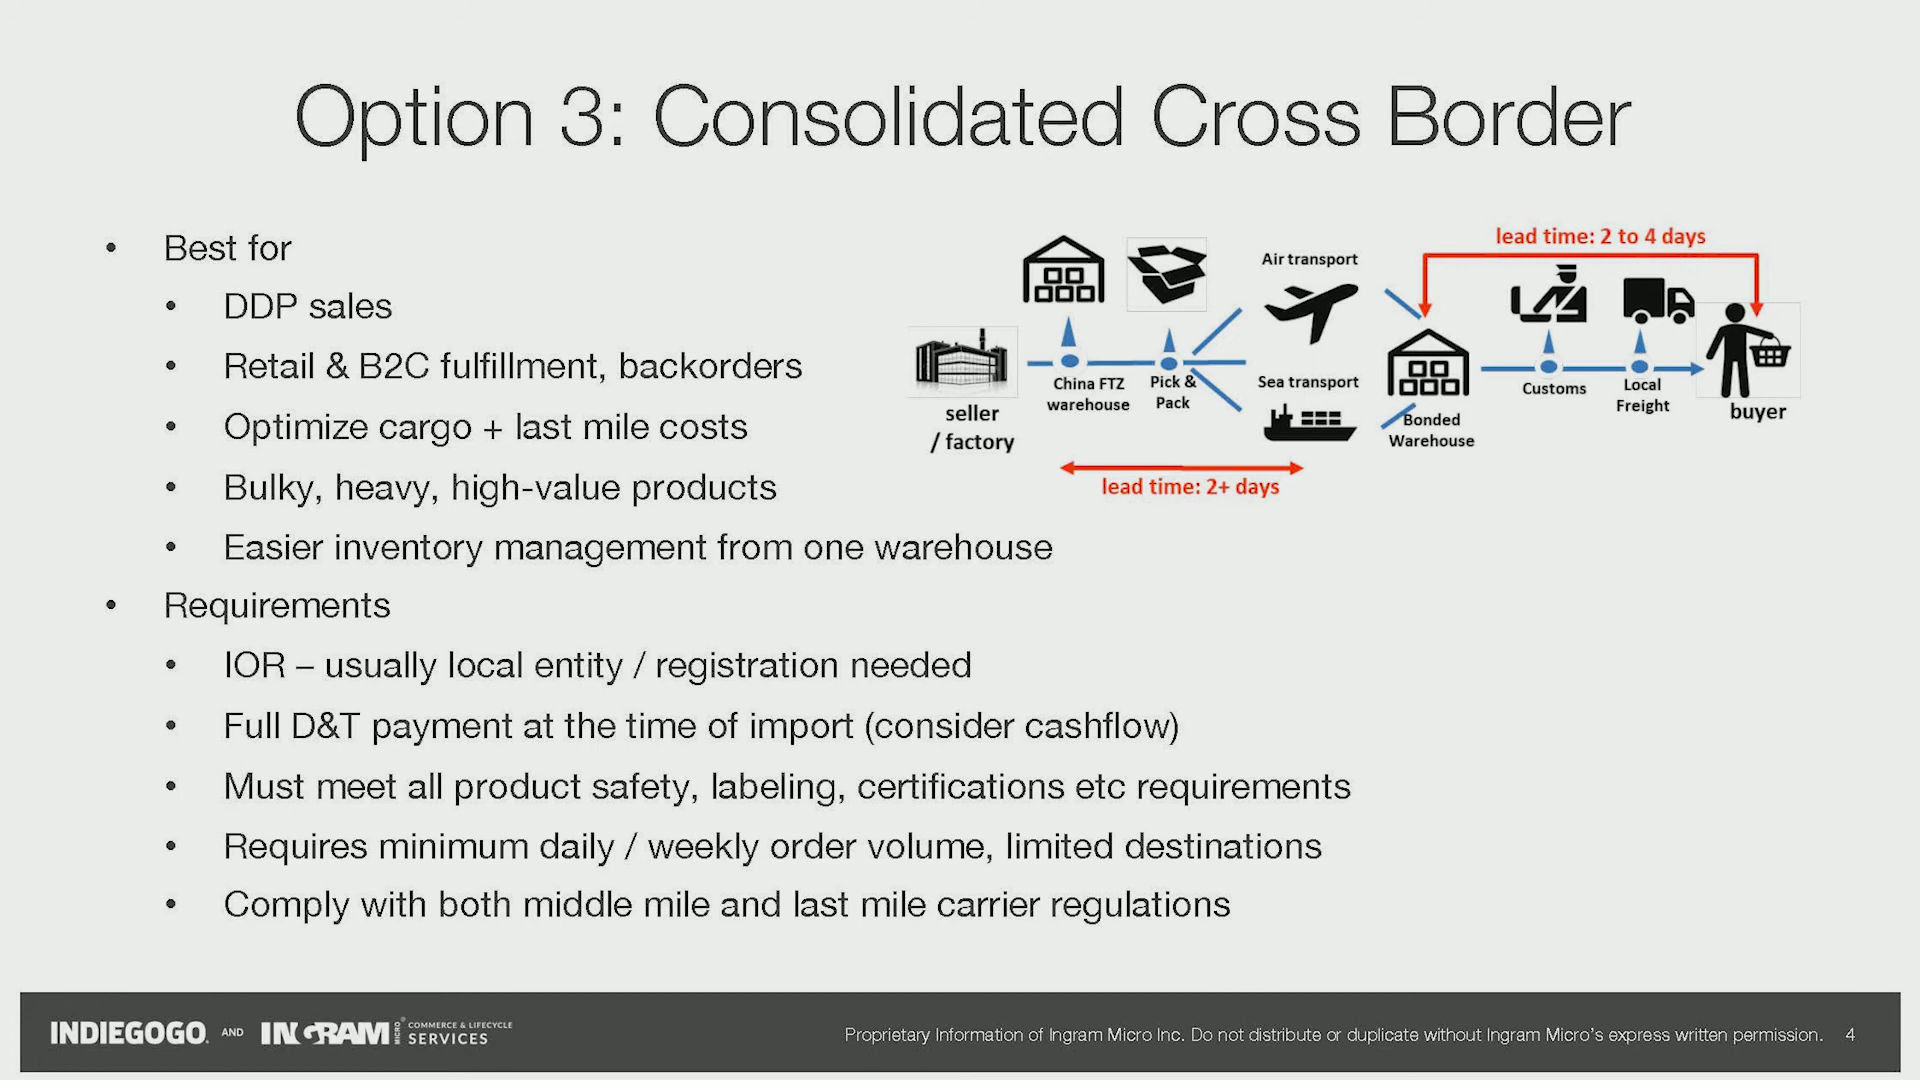 Option 3: Consolidated Cross Border
• Best for
• DDP sales
• Retail & B2C fulfillment, backorders
• Optimize cargo + last mile costs
• Bulky, heavy, high-value products
• Easier inventory management from one warehouse
• Requirements
• IOR – usually local entity / registration needed
• Full D&T payment at the time of import (consider cashflow)
• Must meet all product safety, labeling, certifications etc requirements
• Requires minimum daily / weekly order volume, limited destinations
• Comply with both middle mile and last mile carrier regulations
seller
/ factory
China FTZ
warehouse
Pick &
Pack
Air transport
Sea transport
lead time: 2+ days
Bonded
Warehouse
lead time: 2 to 4 days
Customs
Local
Freight
buyer
INDIEGOGO. AND INGRAM MICRO® COMMERCE & LIFECYCLE
SERVICES
Proprietary Information of Ingram Micro Inc. Do not distribute or duplicate without Ingram Micro's express written permission. 4